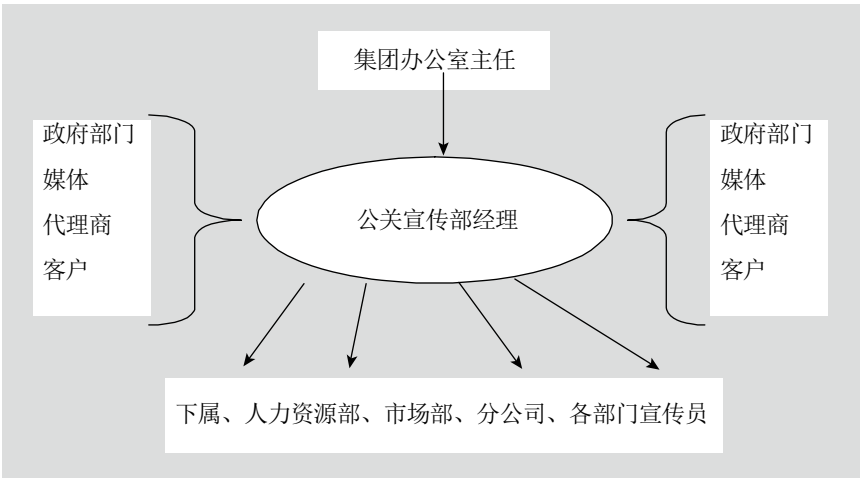 集团办公室主任
政府部门
媒体
代理商
客户
公关宣传部经理
政府部门
媒体
代理商
客户
下属、人力资源部、市场部、分公司、各部门宣传员